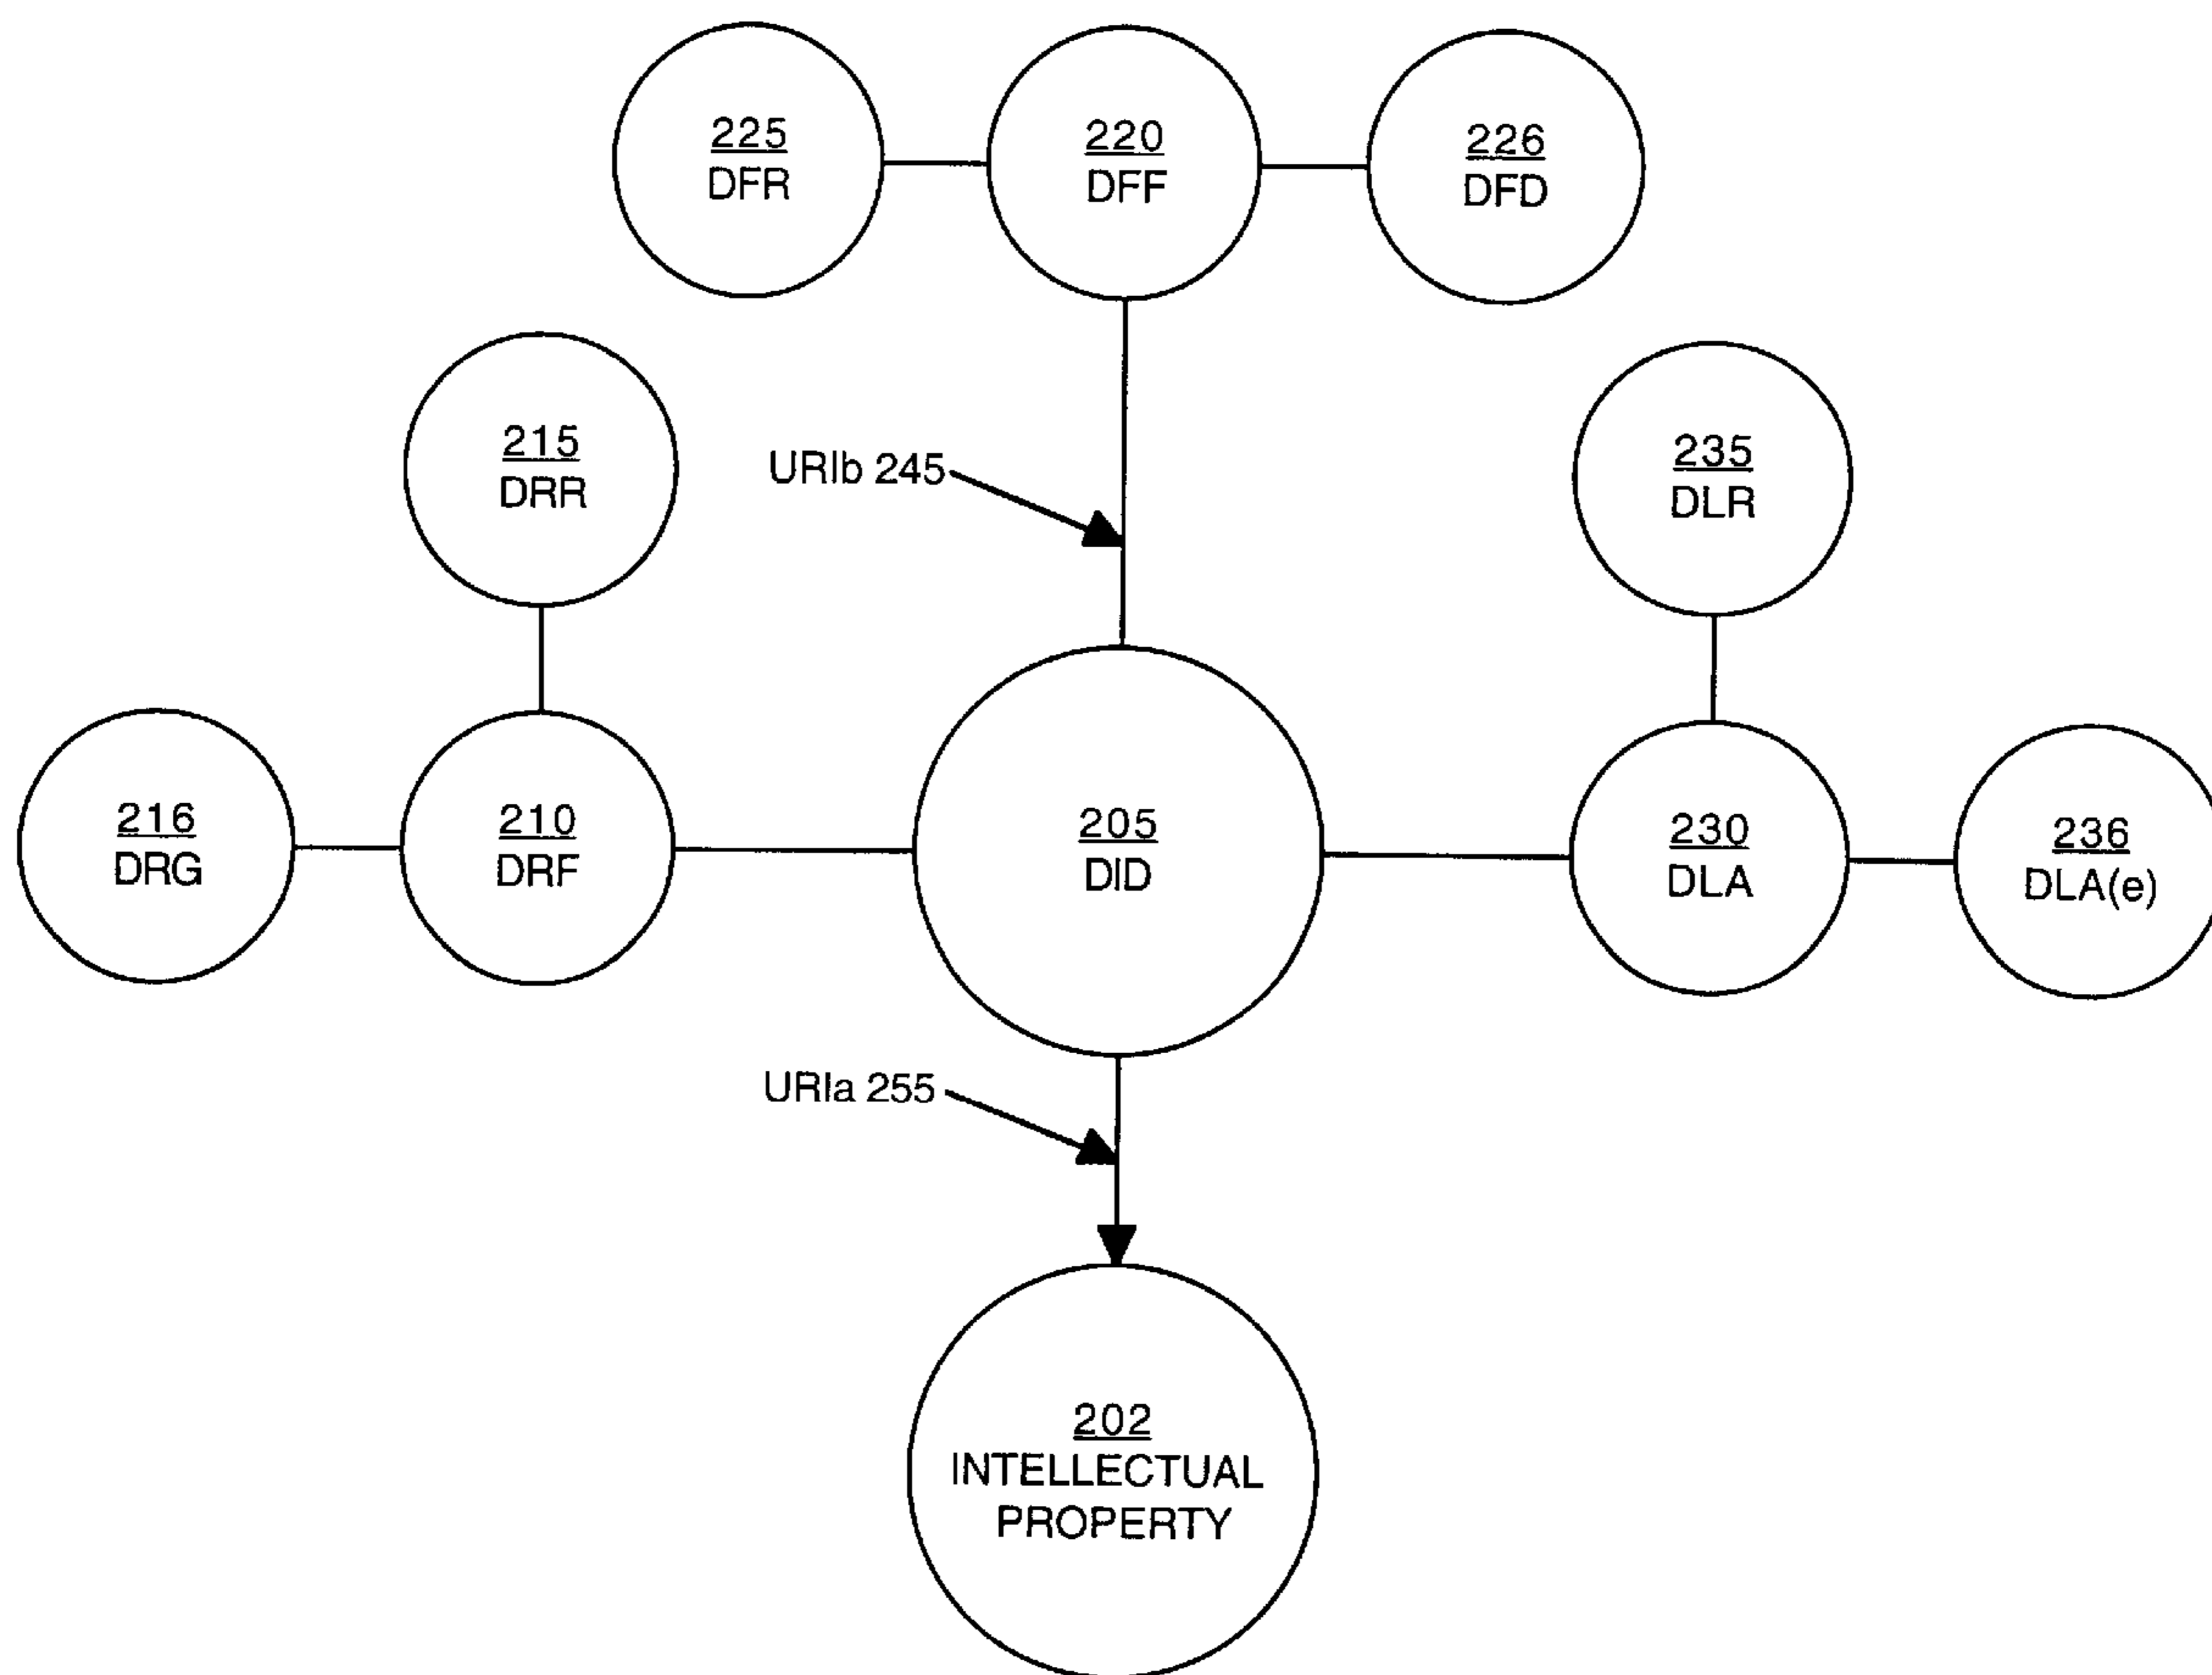 225
DFR
220
DFF
226
DFD
215
DRR
URIb 245
235
DLR
216
DRG
210
DRF
205
DID
230
DLA
236
DLA(e)
URIa 255
202
INTELLECTUAL
PROPERTY